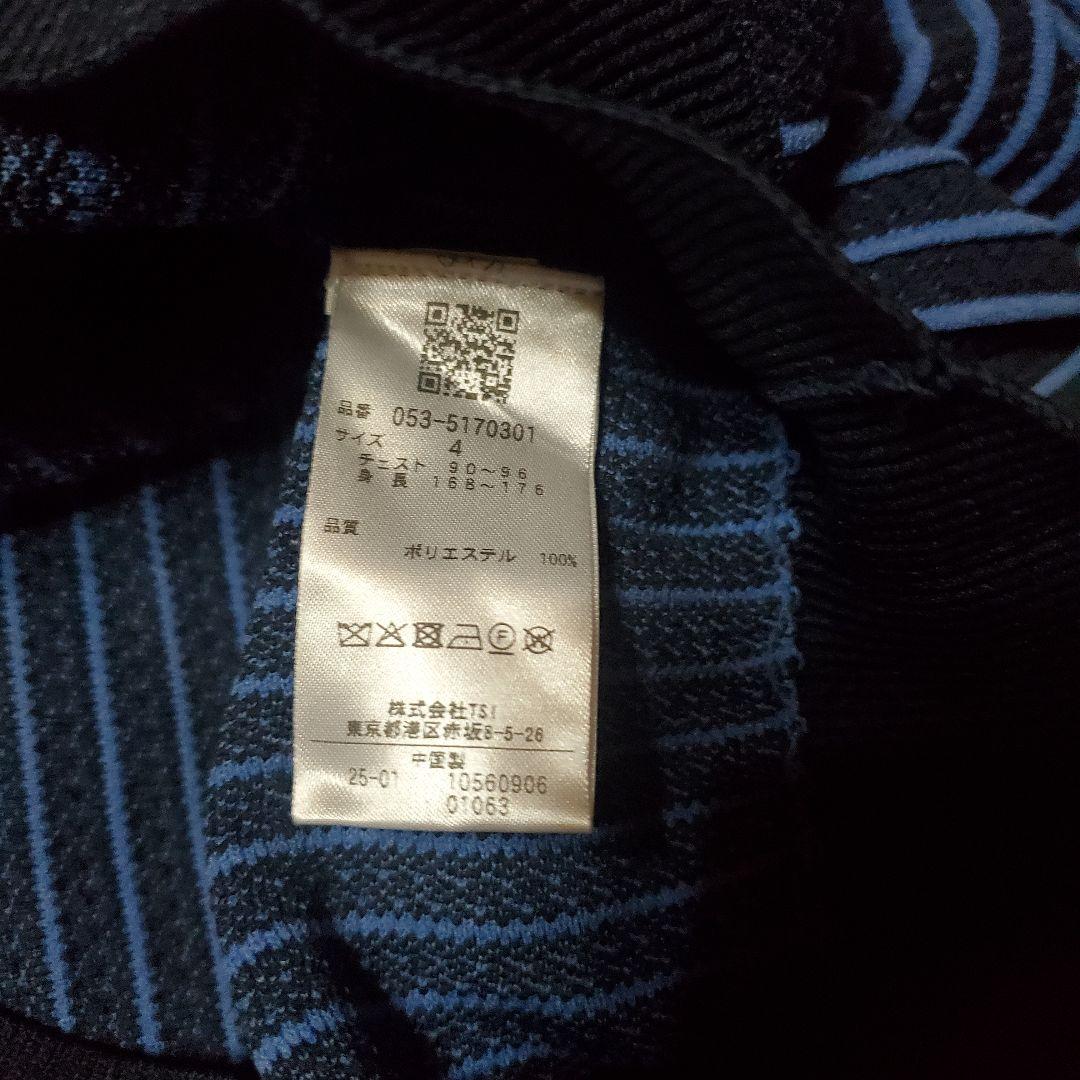 品番 053-5170301
サイズ 4
チェスト 90～96
身長 168～176
品質
ポリエステル 100%
株式会社TSI
東京都港区赤坂8-5-26
中国製
25-01 10560906
01063